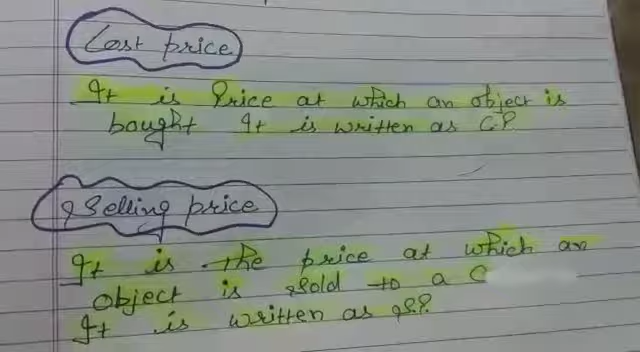 Cost price
It is Price at which an object is
bought It is written as C.P.
Selling price
It is the price at which an
object is sold to a C
It is written as S.P.